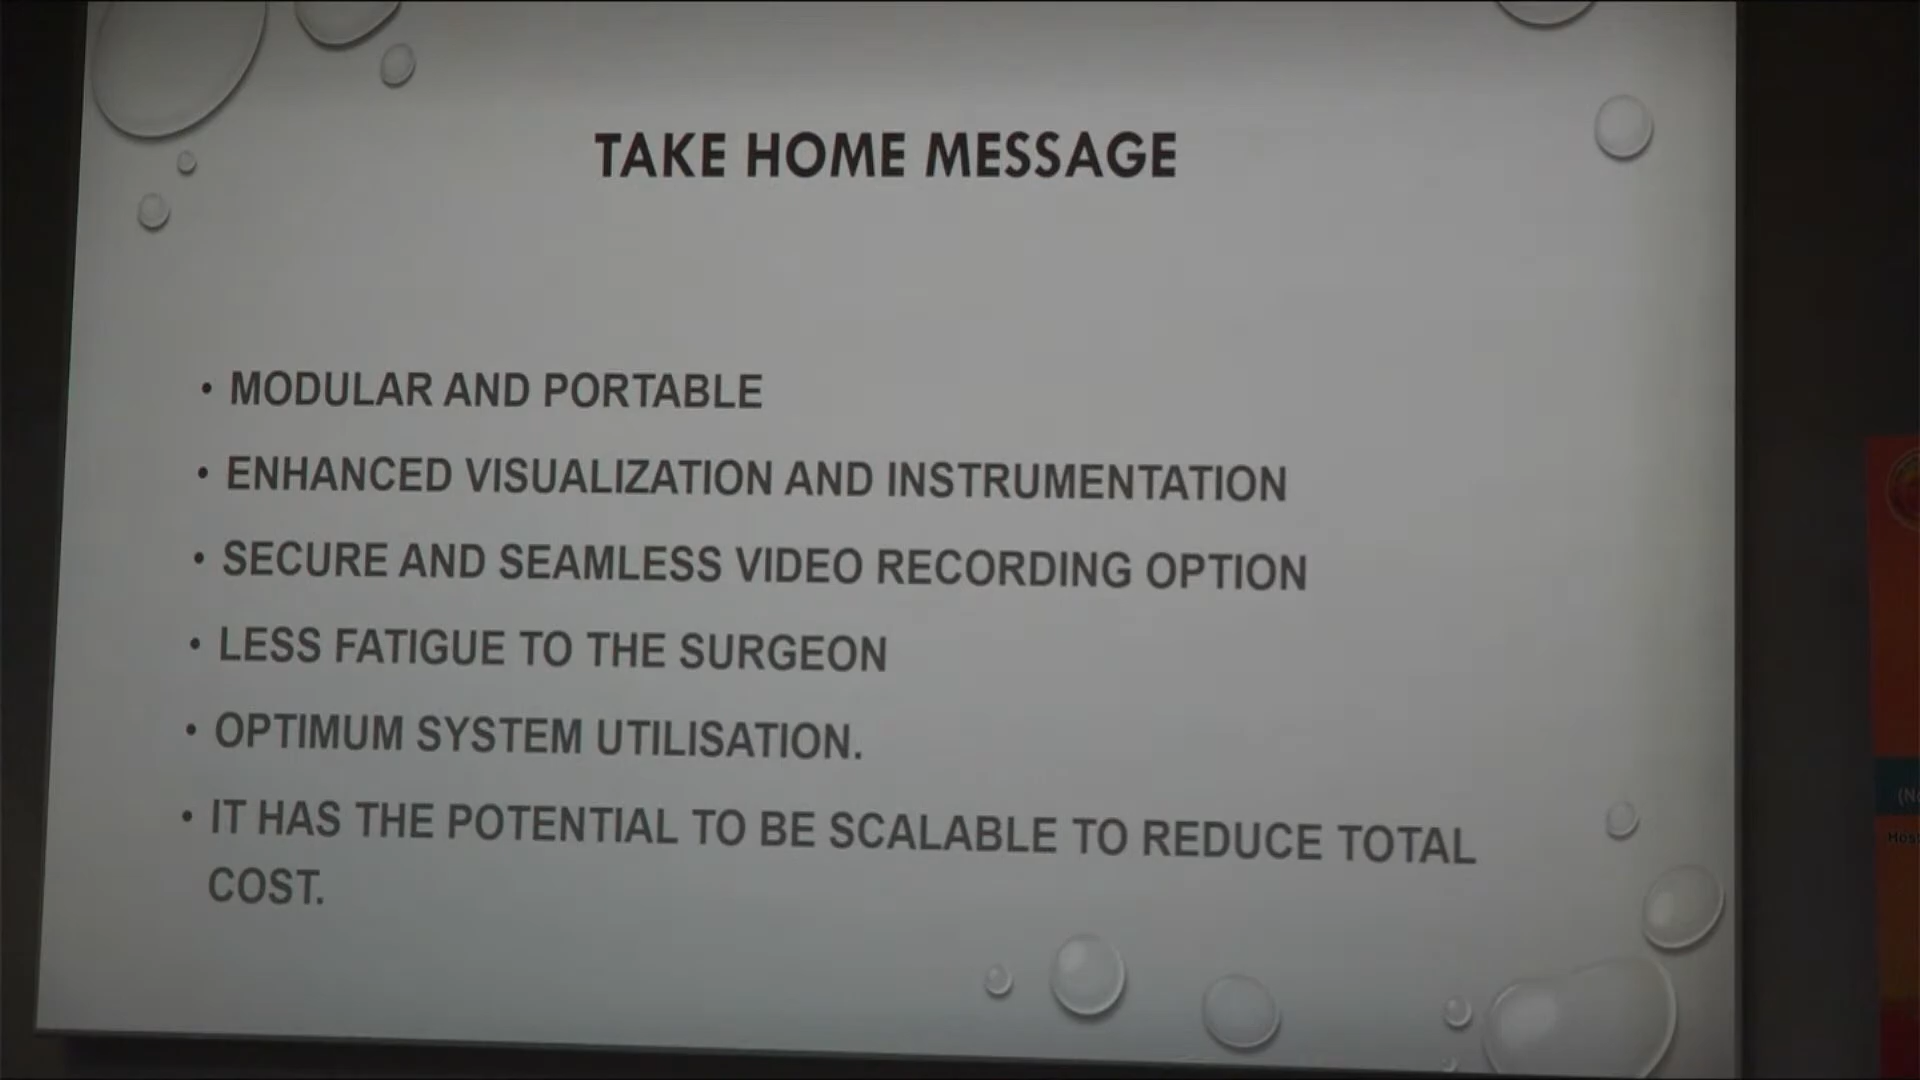 TAKE HOME MESSAGE
• MODULAR AND PORTABLE
• ENHANCED VISUALIZATION AND INSTRUMENTATION
• SECURE AND SEAMLESS VIDEO RECORDING OPTION
• LESS FATIGUE TO THE SURGEON
• OPTIMUM SYSTEM UTILISATION.
• IT HAS THE POTENTIAL TO BE SCALABLE TO REDUCE TOTAL
COST.